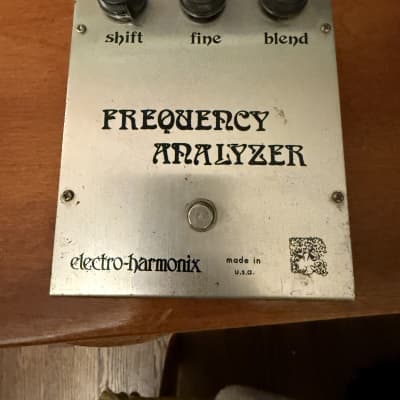 shift fine blend
FREQUENCY
ANALYZER
electro-harmonix
made in
u.s.a.